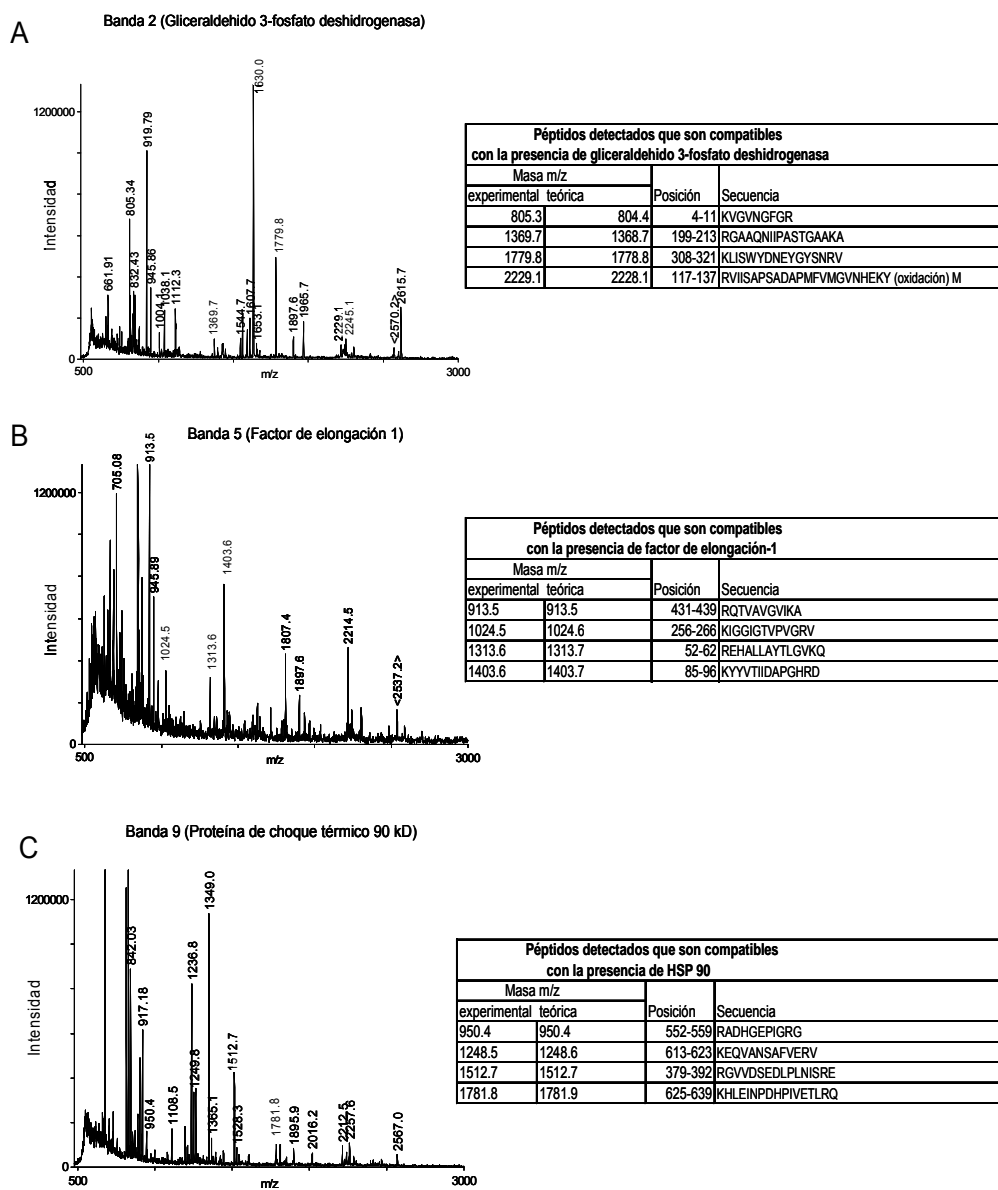 A
Banda 2 (Gliceraldehido 3-fosfato deshidrogenasa)
Intensidad
1200000
0
500
3000
m/z
661.91
805.34
832.43
919.79
945.86
1004.1
1038.1
1112.3
1369.7
1544.7
1607.7
1630.0
1653.1
1779.8
1897.6
1965.7
2229.1
2245.1
<2570.2>
2615.7
Péptidos detectados que son compatibles
con la presencia de gliceraldehido 3-fosfato deshidrogenasa
Masa m/z
experimental teórica Posición Secuencia
805.3 804.4 4-11 KVGVNGFGR
1369.7 1368.7 199-213 RGAAQNIIPASTGAAKA
1779.8 1778.8 308-321 KLISWYDNEYGYSNRV
2229.1 2228.1 117-137 RVIISAPSADAPMFVMGVNHEKY (oxidación) M
B
Banda 5 (Factor de elongación 1)
Intensidad
1200000
0
500
3000
m/z
705.08
913.5
945.89
1024.5
1313.6
1403.6
1807.4
1897.6
2214.5
<2537.2>
Péptidos detectados que son compatibles
con la presencia de factor de elongación-1
Masa m/z
experimental teórica Posición Secuencia
913.5 913.5 431-439 RQTVAVGVIKA
1024.5 1024.6 256-266 KIGGIGTVPVGRV
1313.6 1313.7 52-62 REHALLAYTLGVKQ
1403.6 1403.7 85-96 KYYVTIIDAPGHRD
C
Banda 9 (Proteína de choque térmico 90 kD)
Intensidad
1200000
0
500
3000
m/z
842.03
917.18
950.4
1108.5
1236.8
1249.8
1349.0
1365.1
1512.7
1528.3
1781.8
1895.9
2016.2
2212.5
2257.6
2567.0
Péptidos detectados que son compatibles
con la presencia de HSP 90
Masa m/z
experimental teórica Posición Secuencia
950.4 950.4 552-559 RADHGEPIGRG
1248.5 1248.6 613-623 KEQVANSAFVERV
1512.7 1512.7 379-392 RGVVDSEDLPLNISRE
1781.8 1781.9 625-639 KHLEINPDHPIVETLRQ